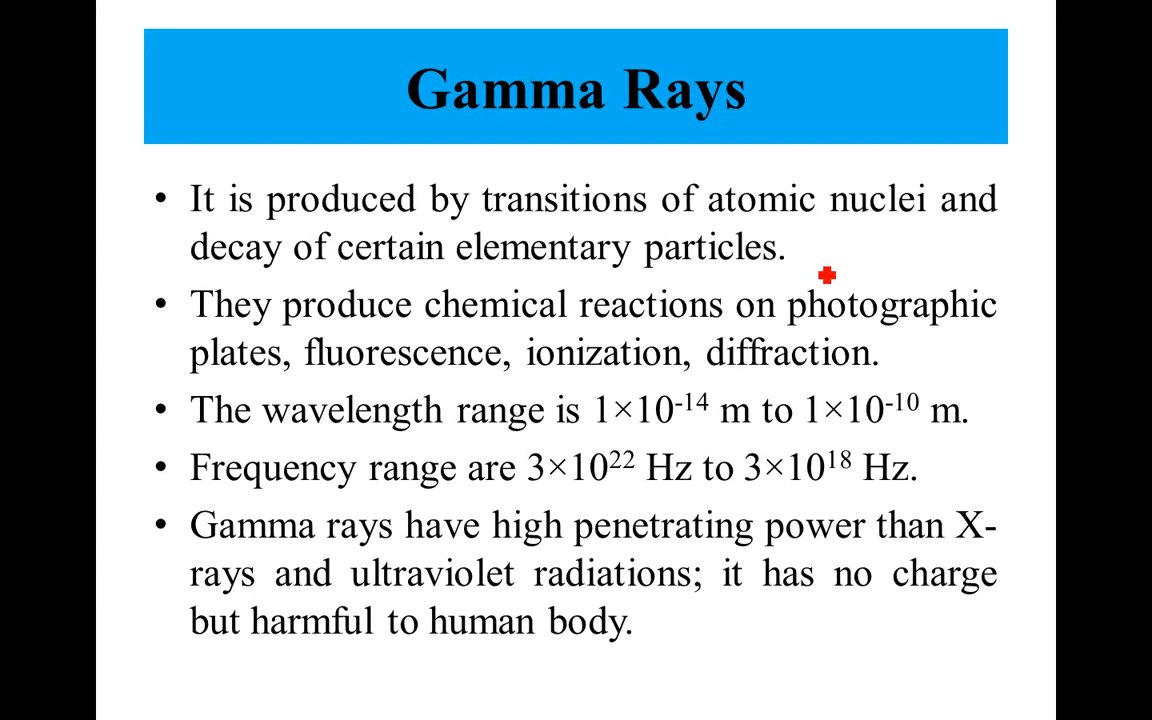 Gamma Rays
• It is produced by transitions of atomic nuclei and
decay of certain elementary particles.
• They produce chemical reactions on photographic
plates, fluorescence, ionization, diffraction.
• The wavelength range is 1×10⁻¹⁴ m to 1×10⁻¹⁰ m.
• Frequency range are 3×10²² Hz to 3×10¹⁸ Hz.
• Gamma rays have high penetrating power than X-
rays and ultraviolet radiations; it has no charge
but harmful to human body.